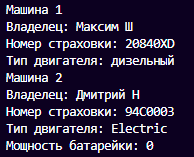 Машина 1
Владелец: Максим Ш
Номер страховки: 20840XD
Тип двигателя: дизельный
Машина 2
Владелец: Дмитрий Н
Номер страховки: 94C0003
Тип двигателя: Electric
Мощность батарейки: 0